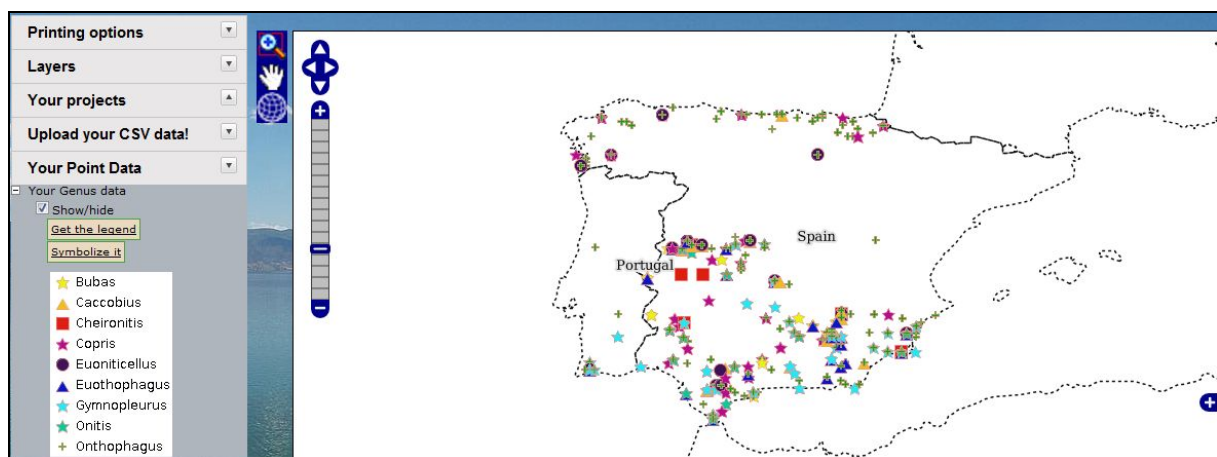 Printing options
Layers
Your projects
Upload your CSV data!
Your Point Data
Your Genus data
Show/hide
Get the legend
Symbolize it
Bubas
Caccobius
Cheironitis
Copris
Euoniticellus
Euothophagus
Gymnopleurus
Onitis
Onthophagus
Spain
Portugal